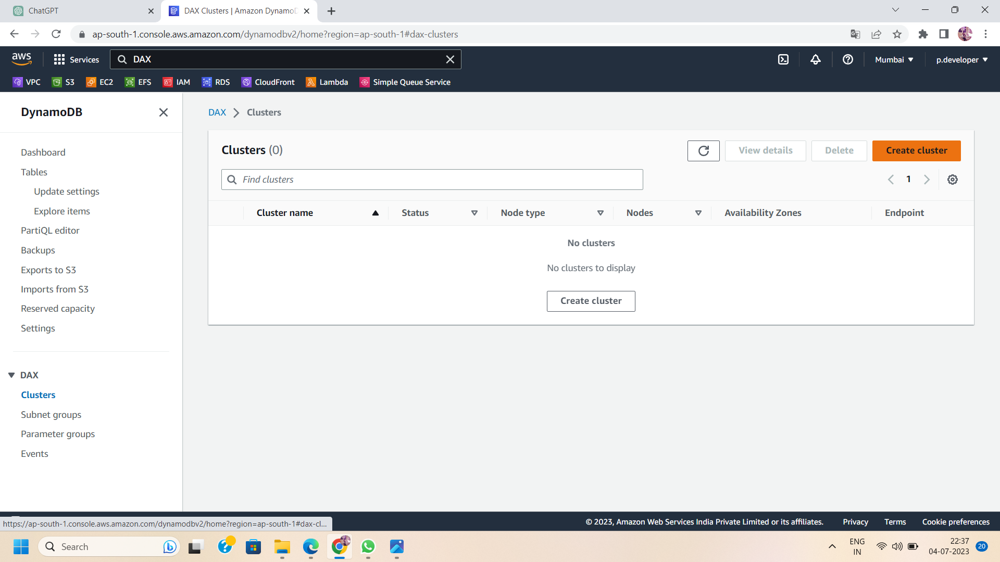 ChatGPT
DAX Clusters | Amazon Dynamo
ap-south-1.console.aws.amazon.com/dynamodbv2/home?region=ap-south-1#dax-clusters
aws
Services
DAX
Mumbai
p.developer
VPC
S3
EC2
EFS
IAM
RDS
CloudFront
Lambda
Simple Queue Service
DynamoDB
Dashboard
Tables
Update settings
Explore items
PartiQL editor
Backups
Exports to S3
Imports from S3
Reserved capacity
Settings
DAX
Clusters
Subnet groups
Parameter groups
Events
DAX > Clusters
Clusters (0)
View details
Delete
Create cluster
Find clusters
1
Cluster name
Status
Node type
Nodes
Availability Zones
Endpoint
No clusters
No clusters to display
Create cluster
https://ap-south-1.console.aws.amazon.com/dynamodbv2/home?region=ap-south-1#dax-cl...
© 2023, Amazon Web Services India Private Limited or its affiliates.
Privacy
Terms
Cookie preferences
Search
ENG
IN
22:37
04-07-2023
20